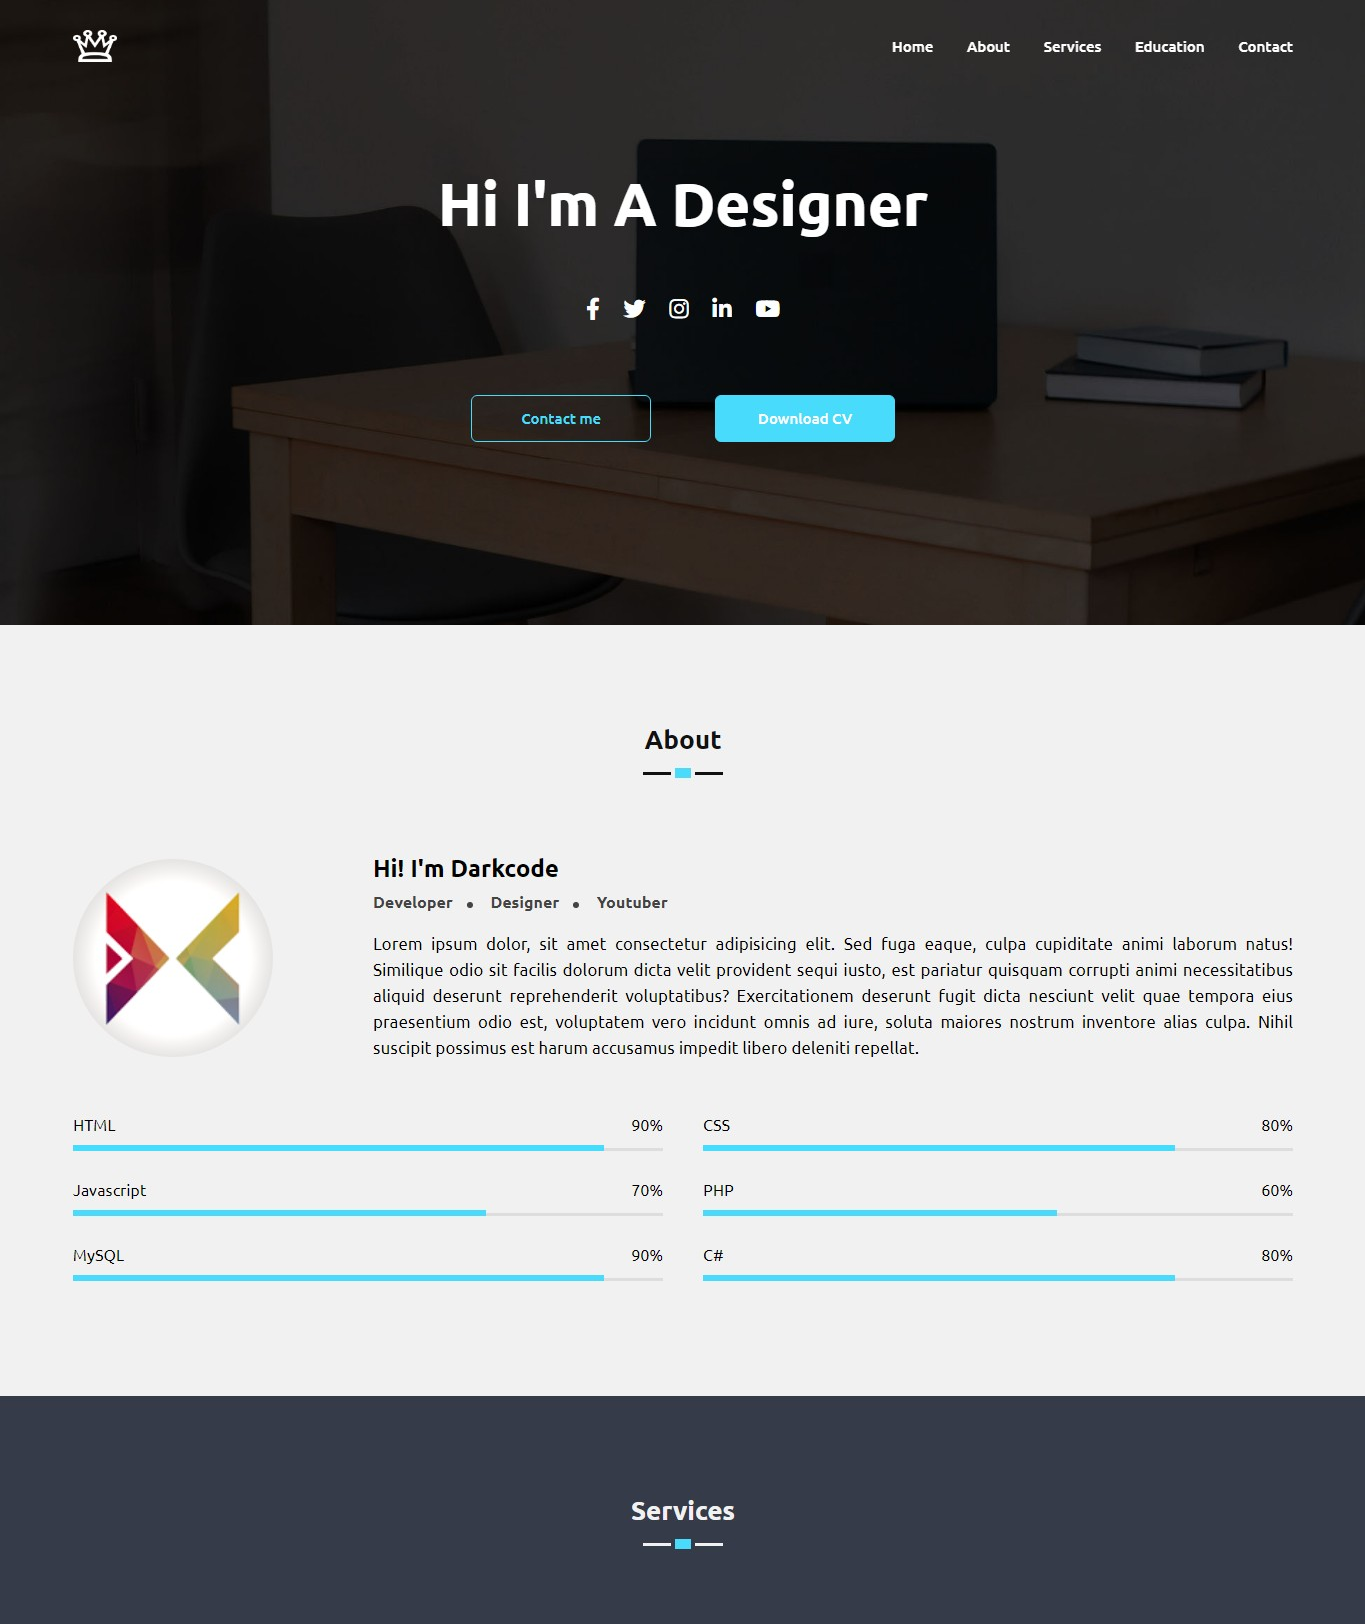 Home About Services Education Contact
Hi I'm A Designer
Contact me Download CV
About
Hi! I'm Darkcode
Developer • Designer • Youtuber
Lorem ipsum dolor, sit amet consectetur adipisicing elit. Sed fuga eaque, culpa cupiditate animi laborum natus!
Similique odio sit facilis dolorum dicta velit provident sequi iusto, est pariatur quisquam corrupti animi necessitatibus
aliquid deserunt reprehenderit voluptatibus? Exercitationem deserunt fugit dicta nesciunt velit quae tempora eius
praesentium odio est, voluptatem vero incidunt omnis ad iure, soluta maiores nostrum inventore alias culpa. Nihil
suscipit possimus est harum accusamus impedit libero deleniti repellat.
HTML 90% CSS 80%
Javascript 70% PHP 60%
MySQL 90% C# 80%
Services